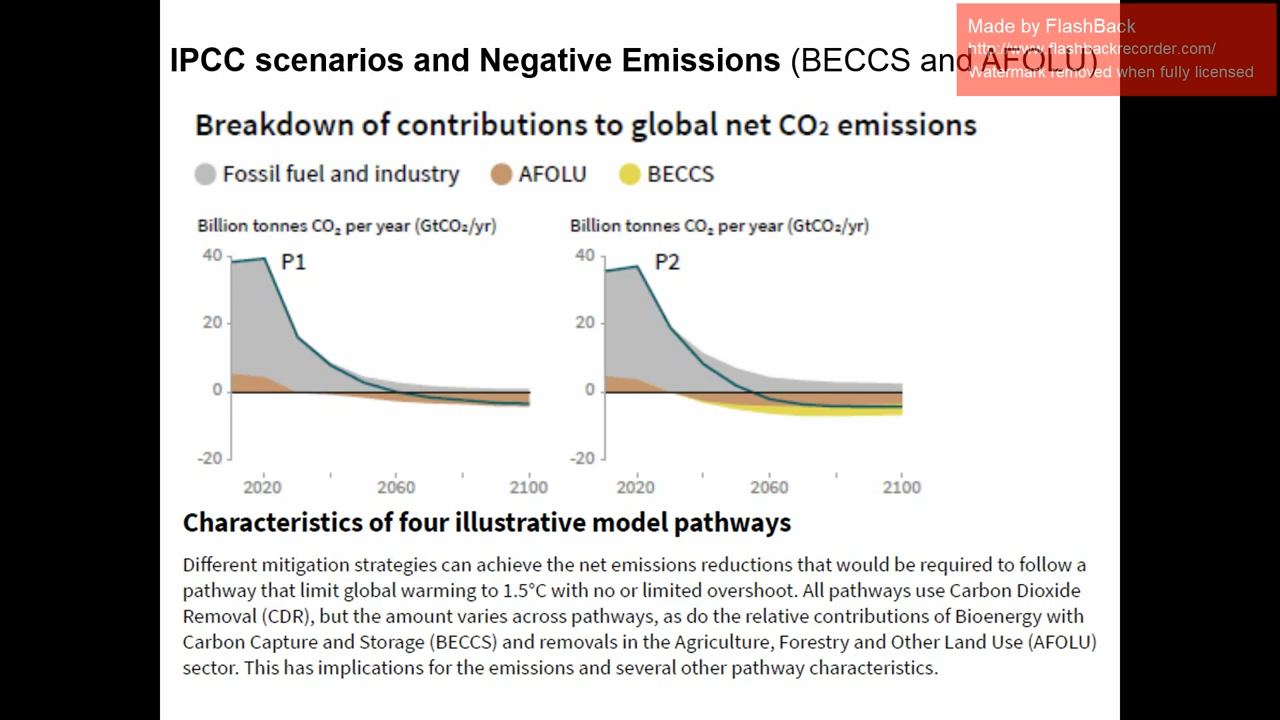 Made by FlashBack
http://www.flashbackrecorder.com/
Watermark removed when fully licensed
IPCC scenarios and Negative Emissions (BECCS and AFOLU)
Breakdown of contributions to global net CO₂ emissions
Fossil fuel and industry AFOLU BECCS
Billion tonnes CO₂ per year (GtCO₂/yr) Billion tonnes CO₂ per year (GtCO₂/yr)
40 P1 40 P2
20 20
0 0
-20 -20
2020 2060 2100 2020 2060 2100
Characteristics of four illustrative model pathways
Different mitigation strategies can achieve the net emissions reductions that would be required to follow a
pathway that limit global warming to 1.5°C with no or limited overshoot. All pathways use Carbon Dioxide
Removal (CDR), but the amount varies across pathways, as do the relative contributions of Bioenergy with
Carbon Capture and Storage (BECCS) and removals in the Agriculture, Forestry and Other Land Use (AFOLU)
sector. This has implications for the emissions and several other pathway characteristics.